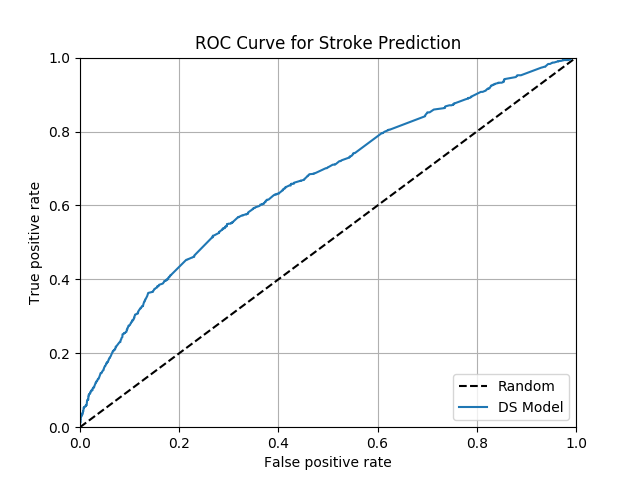 ROC Curve for Stroke Prediction
True positive rate
1.0
0.8
0.6
0.4
0.2
0.0
0.0 0.2 0.4 0.6 0.8 1.0
False positive rate
Random
DS Model